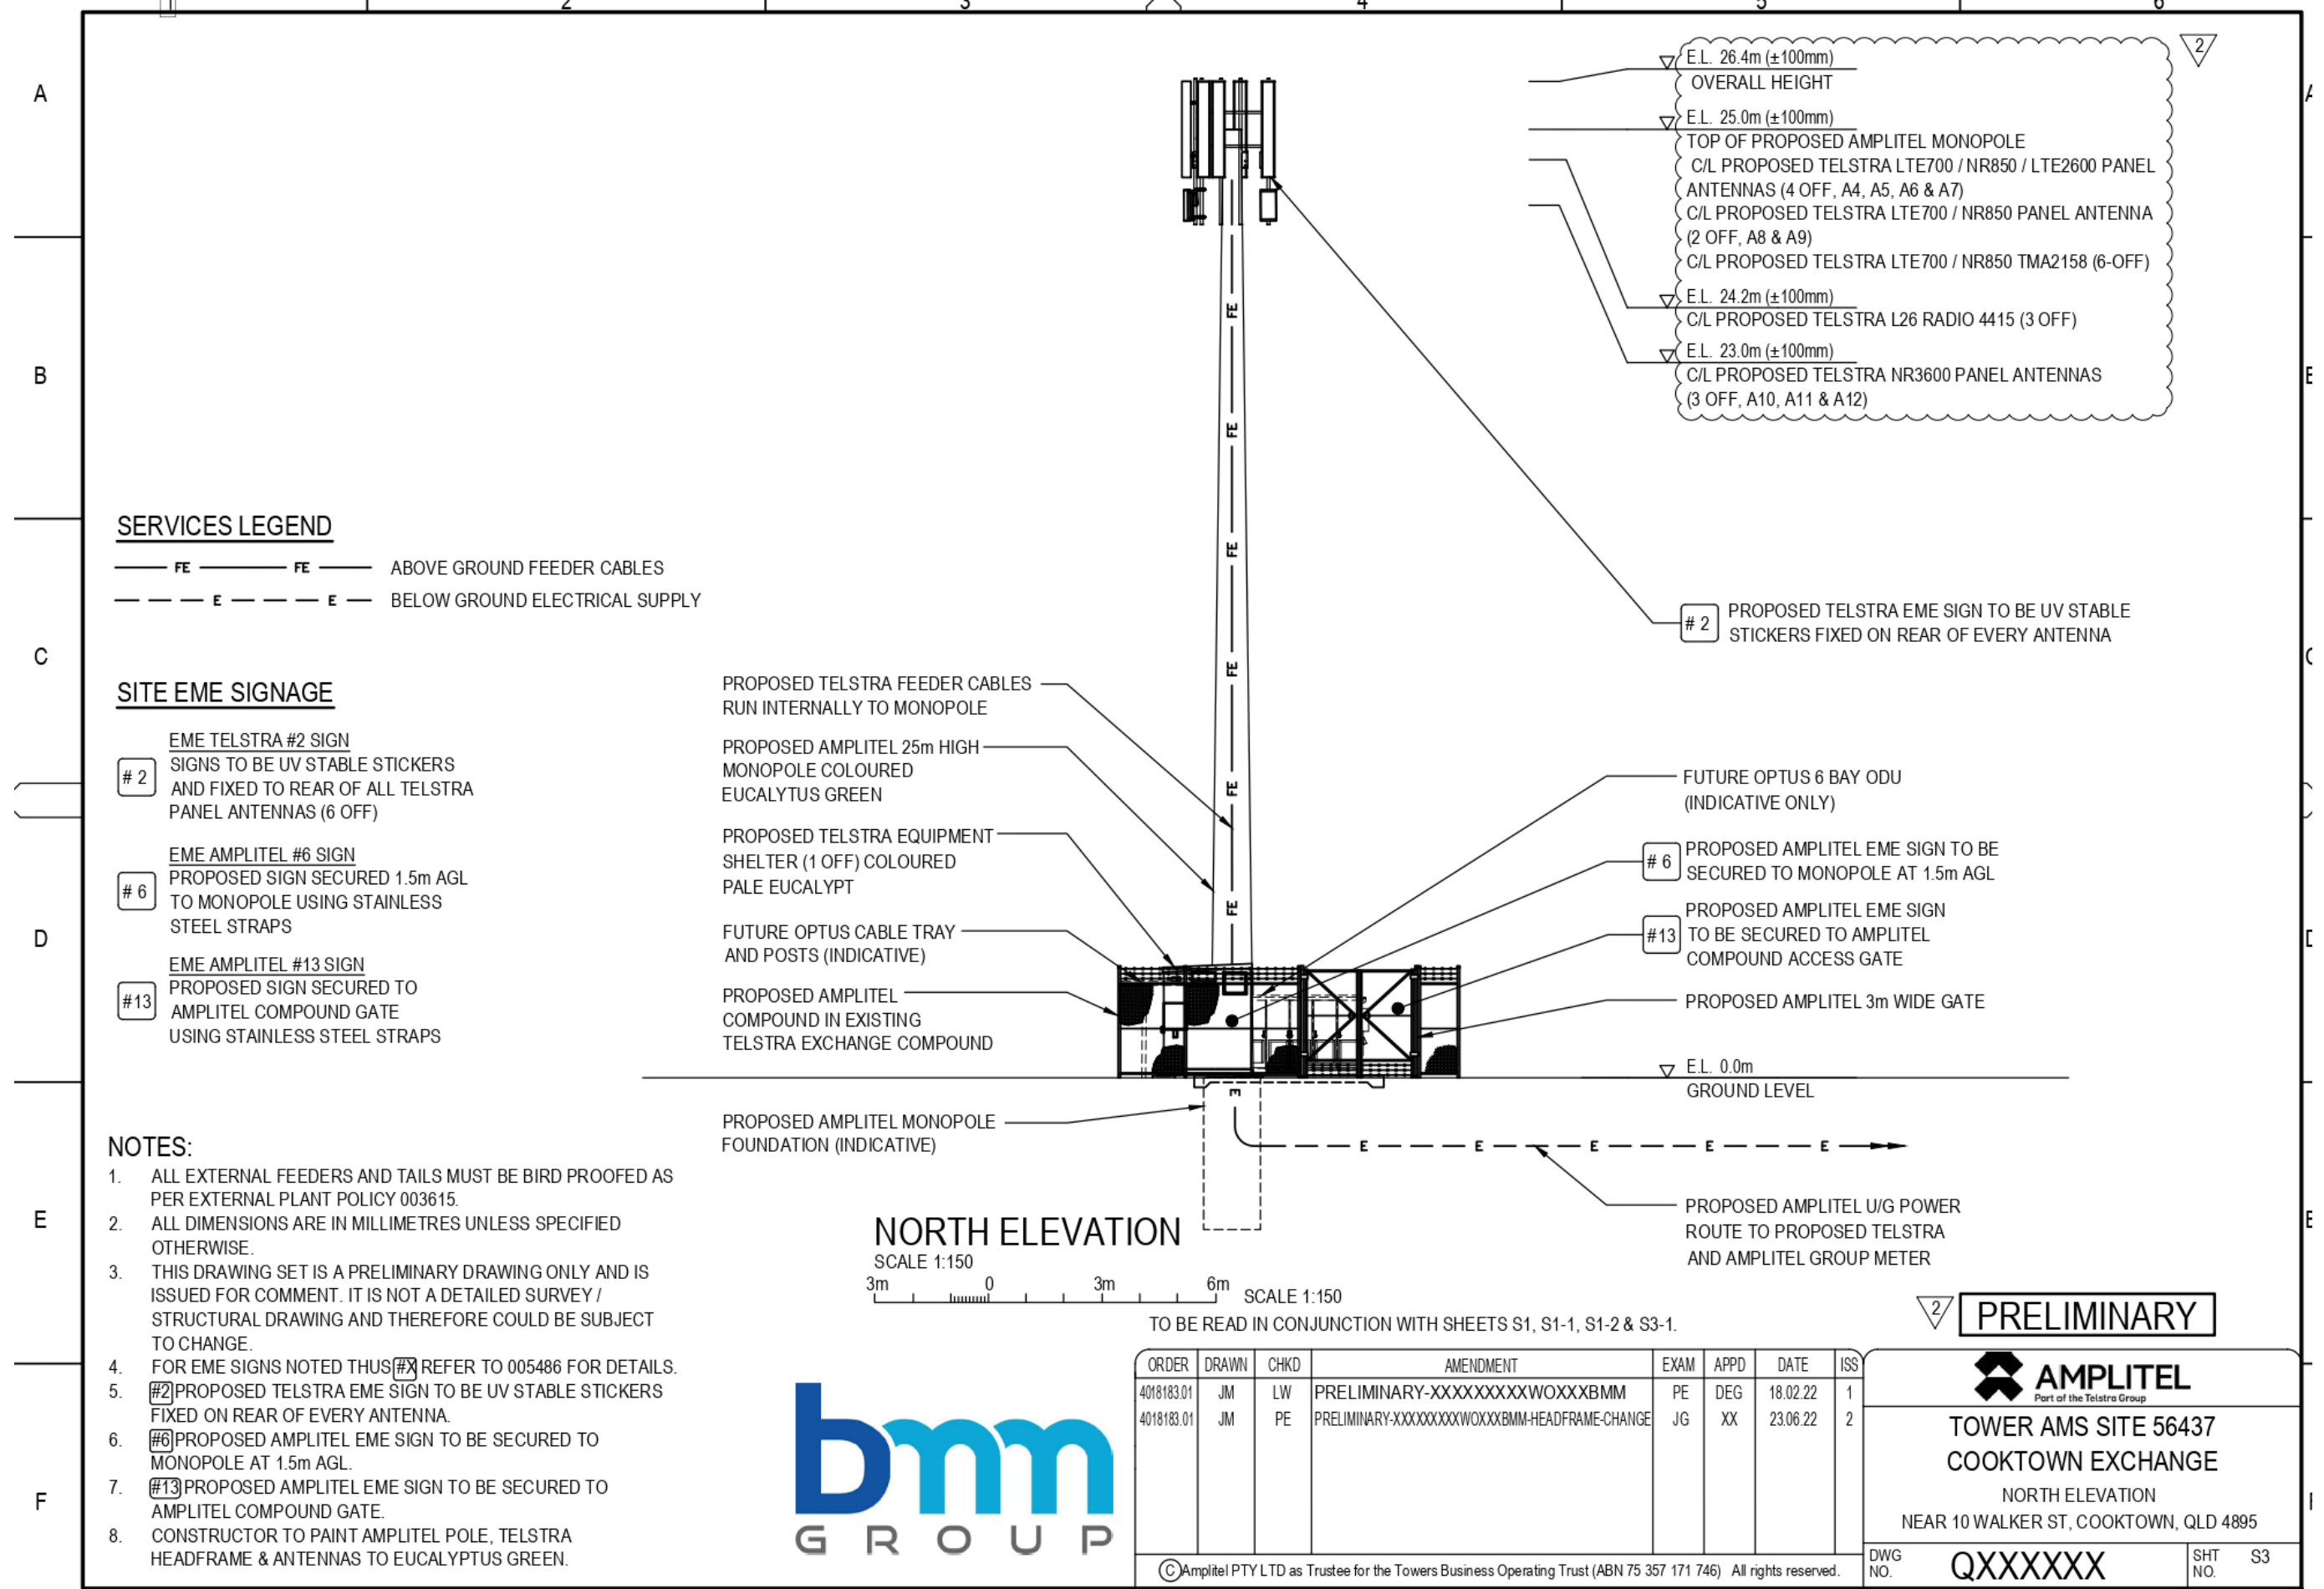 2
3
4
5
6
A
B
C
D
E
F
2
E.L. 26.4m (±100mm)
OVERALL HEIGHT
E.L. 25.0m (±100mm)
TOP OF PROPOSED AMPLITEL MONOPOLE
C/L PROPOSED TELSTRA LTE700 / NR850 / LTE2600 PANEL
ANTENNAS (4 OFF, A4, A5, A6 & A7)
C/L PROPOSED TELSTRA LTE700 / NR850 PANEL ANTENNA
(2 OFF, A8 & A9)
C/L PROPOSED TELSTRA LTE700 / NR850 TMA2158 (6-OFF)
E.L. 24.2m (±100mm)
C/L PROPOSED TELSTRA L26 RADIO 4415 (3 OFF)
E.L. 23.0m (±100mm)
C/L PROPOSED TELSTRA NR3600 PANEL ANTENNAS
(3 OFF, A10, A11 & A12)
FE
FE
FE
FE
FE
FE
SERVICES LEGEND
FE FE ABOVE GROUND FEEDER CABLES
E E BELOW GROUND ELECTRICAL SUPPLY
SITE EME SIGNAGE
EME TELSTRA #2 SIGN
# 2 SIGNS TO BE UV STABLE STICKERS
AND FIXED TO REAR OF ALL TELSTRA
PANEL ANTENNAS (6 OFF)
EME AMPLITEL #6 SIGN
# 6 PROPOSED SIGN SECURED 1.5m AGL
TO MONOPOLE USING STAINLESS
STEEL STRAPS
EME AMPLITEL #13 SIGN
#13 PROPOSED SIGN SECURED TO
AMPLITEL COMPOUND GATE
USING STAINLESS STEEL STRAPS
PROPOSED TELSTRA FEEDER CABLES
RUN INTERNALLY TO MONOPOLE
PROPOSED AMPLITEL 25m HIGH
MONOPOLE COLOURED
EUCALYTUS GREEN
PROPOSED TELSTRA EQUIPMENT
SHELTER (1 OFF) COLOURED
PALE EUCALYPT
FUTURE OPTUS CABLE TRAY
AND POSTS (INDICATIVE)
PROPOSED AMPLITEL
COMPOUND IN EXISTING
TELSTRA EXCHANGE COMPOUND
PROPOSED AMPLITEL MONOPOLE
FOUNDATION (INDICATIVE)
# 2 PROPOSED TELSTRA EME SIGN TO BE UV STABLE
STICKERS FIXED ON REAR OF EVERY ANTENNA
FUTURE OPTUS 6 BAY ODU
(INDICATIVE ONLY)
# 6 PROPOSED AMPLITEL EME SIGN TO BE
SECURED TO MONOPOLE AT 1.5m AGL
PROPOSED AMPLITEL EME SIGN
#13 TO BE SECURED TO AMPLITEL
COMPOUND ACCESS GATE
PROPOSED AMPLITEL 3m WIDE GATE
E.L. 0.0m
GROUND LEVEL
E
E E E E E
PROPOSED AMPLITEL U/G POWER
ROUTE TO PROPOSED TELSTRA
AND AMPLITEL GROUP METER
NOTES:
1. ALL EXTERNAL FEEDERS AND TAILS MUST BE BIRD PROOFED AS
PER EXTERNAL PLANT POLICY 003615.
2. ALL DIMENSIONS ARE IN MILLIMETRES UNLESS SPECIFIED
OTHERWISE.
3. THIS DRAWING SET IS A PRELIMINARY DRAWING ONLY AND IS
ISSUED FOR COMMENT. IT IS NOT A DETAILED SURVEY /
STRUCTURAL DRAWING AND THEREFORE COULD BE SUBJECT
TO CHANGE.
4. FOR EME SIGNS NOTED THUS #X REFER TO 005486 FOR DETAILS.
5. #2 PROPOSED TELSTRA EME SIGN TO BE UV STABLE STICKERS
FIXED ON REAR OF EVERY ANTENNA.
6. #6 PROPOSED AMPLITEL EME SIGN TO BE SECURED TO
MONOPOLE AT 1.5m AGL.
7. #13 PROPOSED AMPLITEL EME SIGN TO BE SECURED TO
AMPLITEL COMPOUND GATE.
8. CONSTRUCTOR TO PAINT AMPLITEL POLE, TELSTRA
HEADFRAME & ANTENNAS TO EUCALYPTUS GREEN.
NORTH ELEVATION
SCALE 1:150
3m 0 3m 6m SCALE 1:150
TO BE READ IN CONJUNCTION WITH SHEETS S1, S1-1, S1-2 & S3-1.
2 PRELIMINARY
bmm
GROUP
ORDER DRAWN CHKD AMENDMENT EXAM APPD DATE ISS
4018183.01 JM LW PRELIMINARY-XXXXXXXXXWOXXXBMM PE DEG 18.02.22 1
4018183.01 JM PE PRELIMINARY-XXXXXXXXXWOXXXBMM-HEADFRAME-CHANGE JG XX 23.06.22 2
© Amplitel PTY LTD as Trustee for the Towers Business Operating Trust (ABN 75 357 171 746) All rights reserved.
AMPLITEL
Part of the Telstra Group
TOWER AMS SITE 56437
COOKTOWN EXCHANGE
NORTH ELEVATION
NEAR 10 WALKER ST, COOKTOWN, QLD 4895
DWG NO. QXXXXXX SHT NO. S3